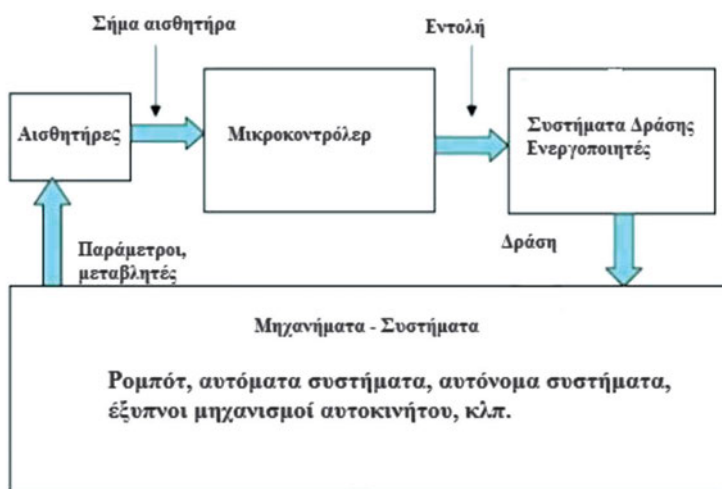 Σήμα αισθητήρα
Εντολή
Αισθητήρες
Μικροκοντρόλερ
Συστήματα Δράσης
Ενεργοποιητές
Παράμετροι,
μεταβλητές
Δράση
Μηχανήματα - Συστήματα
Ρομπότ, αυτόματα συστήματα, αυτόνομα συστήματα,
έξυπνοι μηχανισμοί αυτοκινήτου, κλπ.